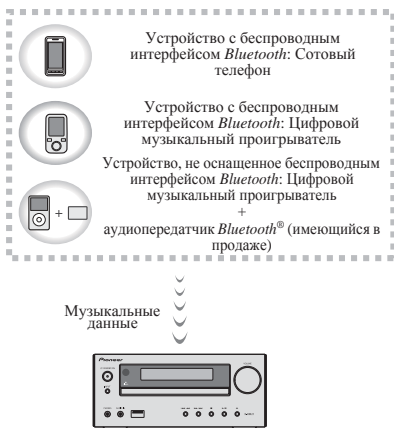 Устройство с беспроводным
интерфейсом Bluetooth: Сотовый
телефон
Устройство с беспроводным
интерфейсом Bluetooth: Цифровой
музыкальный проигрыватель
Устройство, не оснащенное беспроводным
интерфейсом Bluetooth: Цифровой
музыкальный проигрыватель
+
+
аудиопередатчик Bluetooth® (имеющийся в
продаже)
Музыкальные
данные
Pioneer